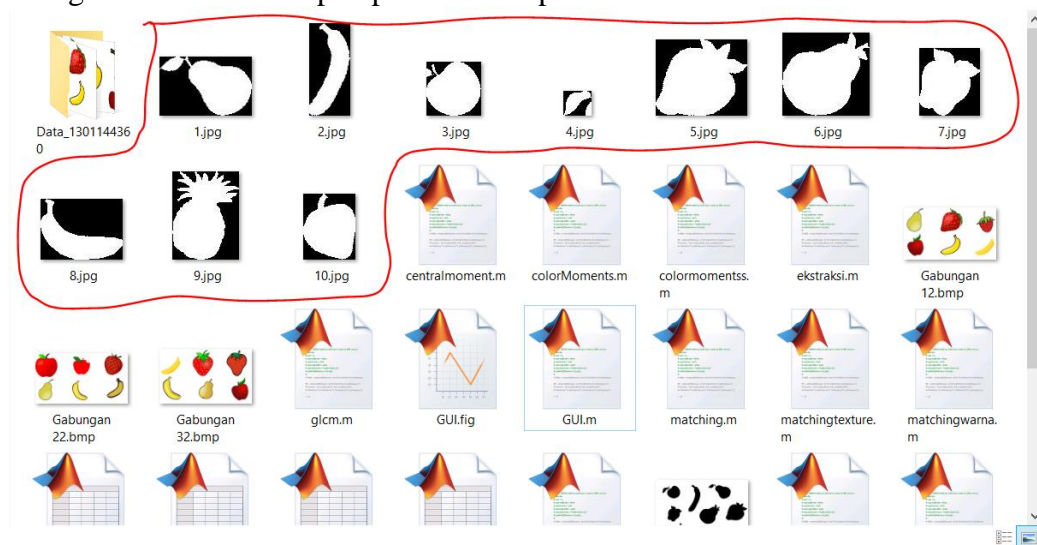 Data_130114436
0
1.jpg
2.jpg
3.jpg
4.jpg
5.jpg
6.jpg
7.jpg
8.jpg
9.jpg
10.jpg
centralmoment.m
colorMoments.m
colormomentss.
m
ekstraksi.m
Gabungan
12.bmp
Gabungan
22.bmp
Gabungan
32.bmp
glcm.m
GUI.fig
GUI.m
matching.m
matchingtexture.
m
matchingwarna.
m